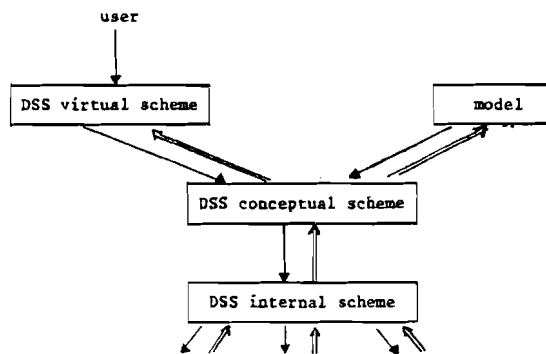 user
DSS virtual scheme
model
DSS conceptual scheme
DSS internal scheme